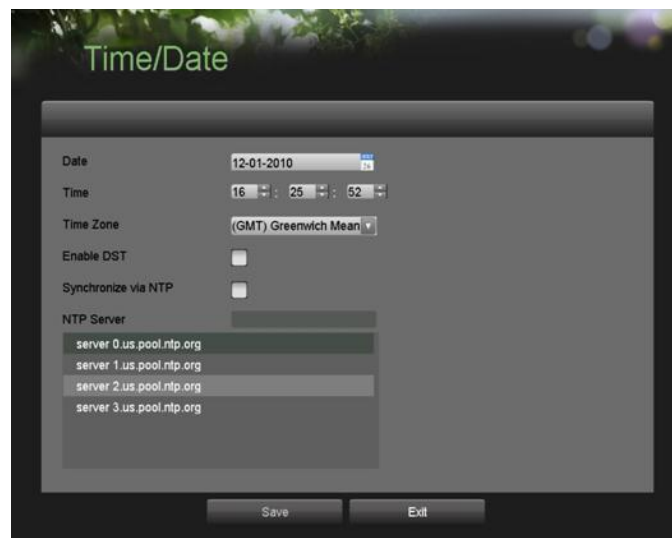 Time/Date
Date 12-01-2010
Time 16 : 25 : 52
Time Zone (GMT) Greenwich Mean
Enable DST
Synchronize via NTP
NTP Server
server 0.us.pool.ntp.org
server 1.us.pool.ntp.org
server 2.us.pool.ntp.org
server 3.us.pool.ntp.org
Save Exit